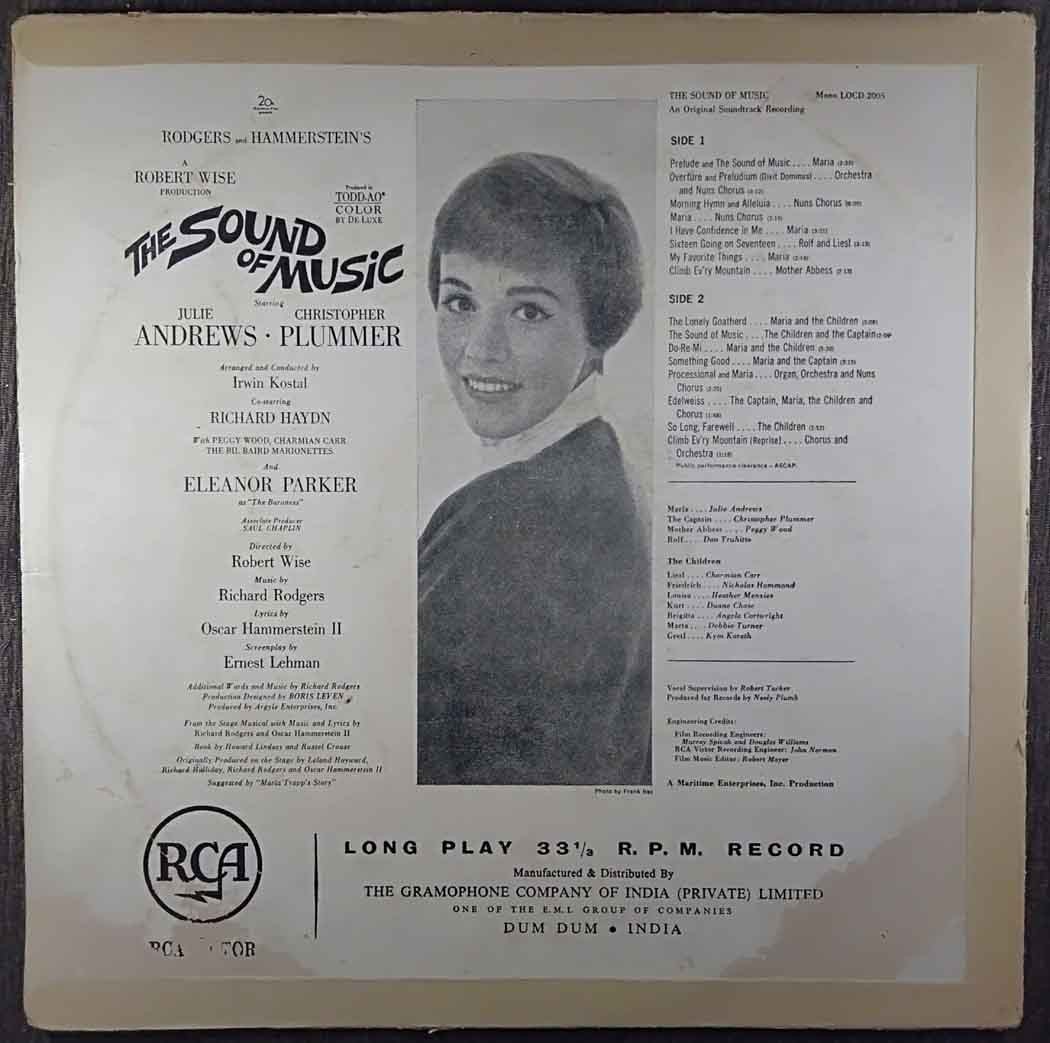 20
RODGERS and HAMMERSTEIN'S
A
ROBERT WISE
PRODUCTION
Produced in
TODD-AO®
COLOR
BY DE LUXE
THE SOUND
OF MUSIC
Starring
JULIE CHRISTOPHER
ANDREWS · PLUMMER
Arranged and Conducted by
Irwin Kostal
Co-starring
RICHARD HAYDN
With PEGGY WOOD, CHARMIAN CARR
THE BIL BAIRD MARIONETTES
And
ELEANOR PARKER
as "The Baroness"
Associate Producer
SAUL CHAPLIN
Directed by
Robert Wise
Music by
Richard Rodgers
Lyrics by
Oscar Hammerstein II
Screenplay by
Ernest Lehman
Additional Words and Music by Richard Rodgers
Production Designed by BORIS LEVEN
Produced by Argyle Enterprises, Inc.
From the Stage Musical with Music and Lyrics by
Richard Rodgers and Oscar Hammerstein II
Book by Howard Lindsay and Russel Crouse
Originally Produced on the Stage by Leland Hayward,
Richard Halliday, Richard Rodgers and Oscar Hammerstein II
Suggested by "Maria Trapp's Story"
Photo by Frank
THE SOUND OF MUSIC Mono LOCD-2005
An Original Soundtrack Recording
SIDE 1
Prelude and The Sound of Music .... Maria
Overture and Preludium (Dixit Dominus) .... Orchestra
and Nuns Chorus
Morning Hymn and Alleluia .... Nuns Chorus
Maria .... Nuns Chorus
I Have Confidence in Me .... Maria
Sixteen Going on Seventeen .... Rolf and Liesl
My Favorite Things .... Maria
Climb Ev'ry Mountain .... Mother Abbess
SIDE 2
The Lonely Goatherd .... Maria and the Children
The Sound of Music .... The Children and the Captain
Do-Re-Mi .... Maria and the Children
Something Good .... Maria and the Captain
Processional and Maria .... Organ, Orchestra and Nuns
Chorus
Edelweiss .... The Captain, Maria, the Children and
Chorus
So Long, Farewell .... The Children
Climb Ev'ry Mountain (Reprise) .... Chorus and
Orchestra
Public performance clearance – ASCAP.
Maria .... Julie Andrews
The Captain .... Christopher Plummer
Mother Abbess .... Peggy Wood
Rolf .... Dan Truhitte
The Children
Liesl .... Charmian Carr
Friedrich .... Nicholas Hammond
Louisa .... Heather Menzies
Kurt .... Duane Chase
Brigitta .... Angela Cartwright
Marta .... Debbie Turner
Gretl .... Kym Karath
Vocal Supervision by Robert Tucker
Produced for Records by Neely Plumb
Engineering Credits:
Film Recording Engineers:
Murray Spivak and Douglas Williams
RCA Victor Recording Engineer: John Norman
Film Music Editor: Robert Mayer
A Maritime Enterprises, Inc. Production
RCA
RCA
LONG PLAY 33⅓ R. P. M. RECORD
Manufactured & Distributed By
THE GRAMOPHONE COMPANY OF INDIA (PRIVATE) LIMITED
ONE OF THE E.M.I. GROUP OF COMPANIES
DUM DUM • INDIA